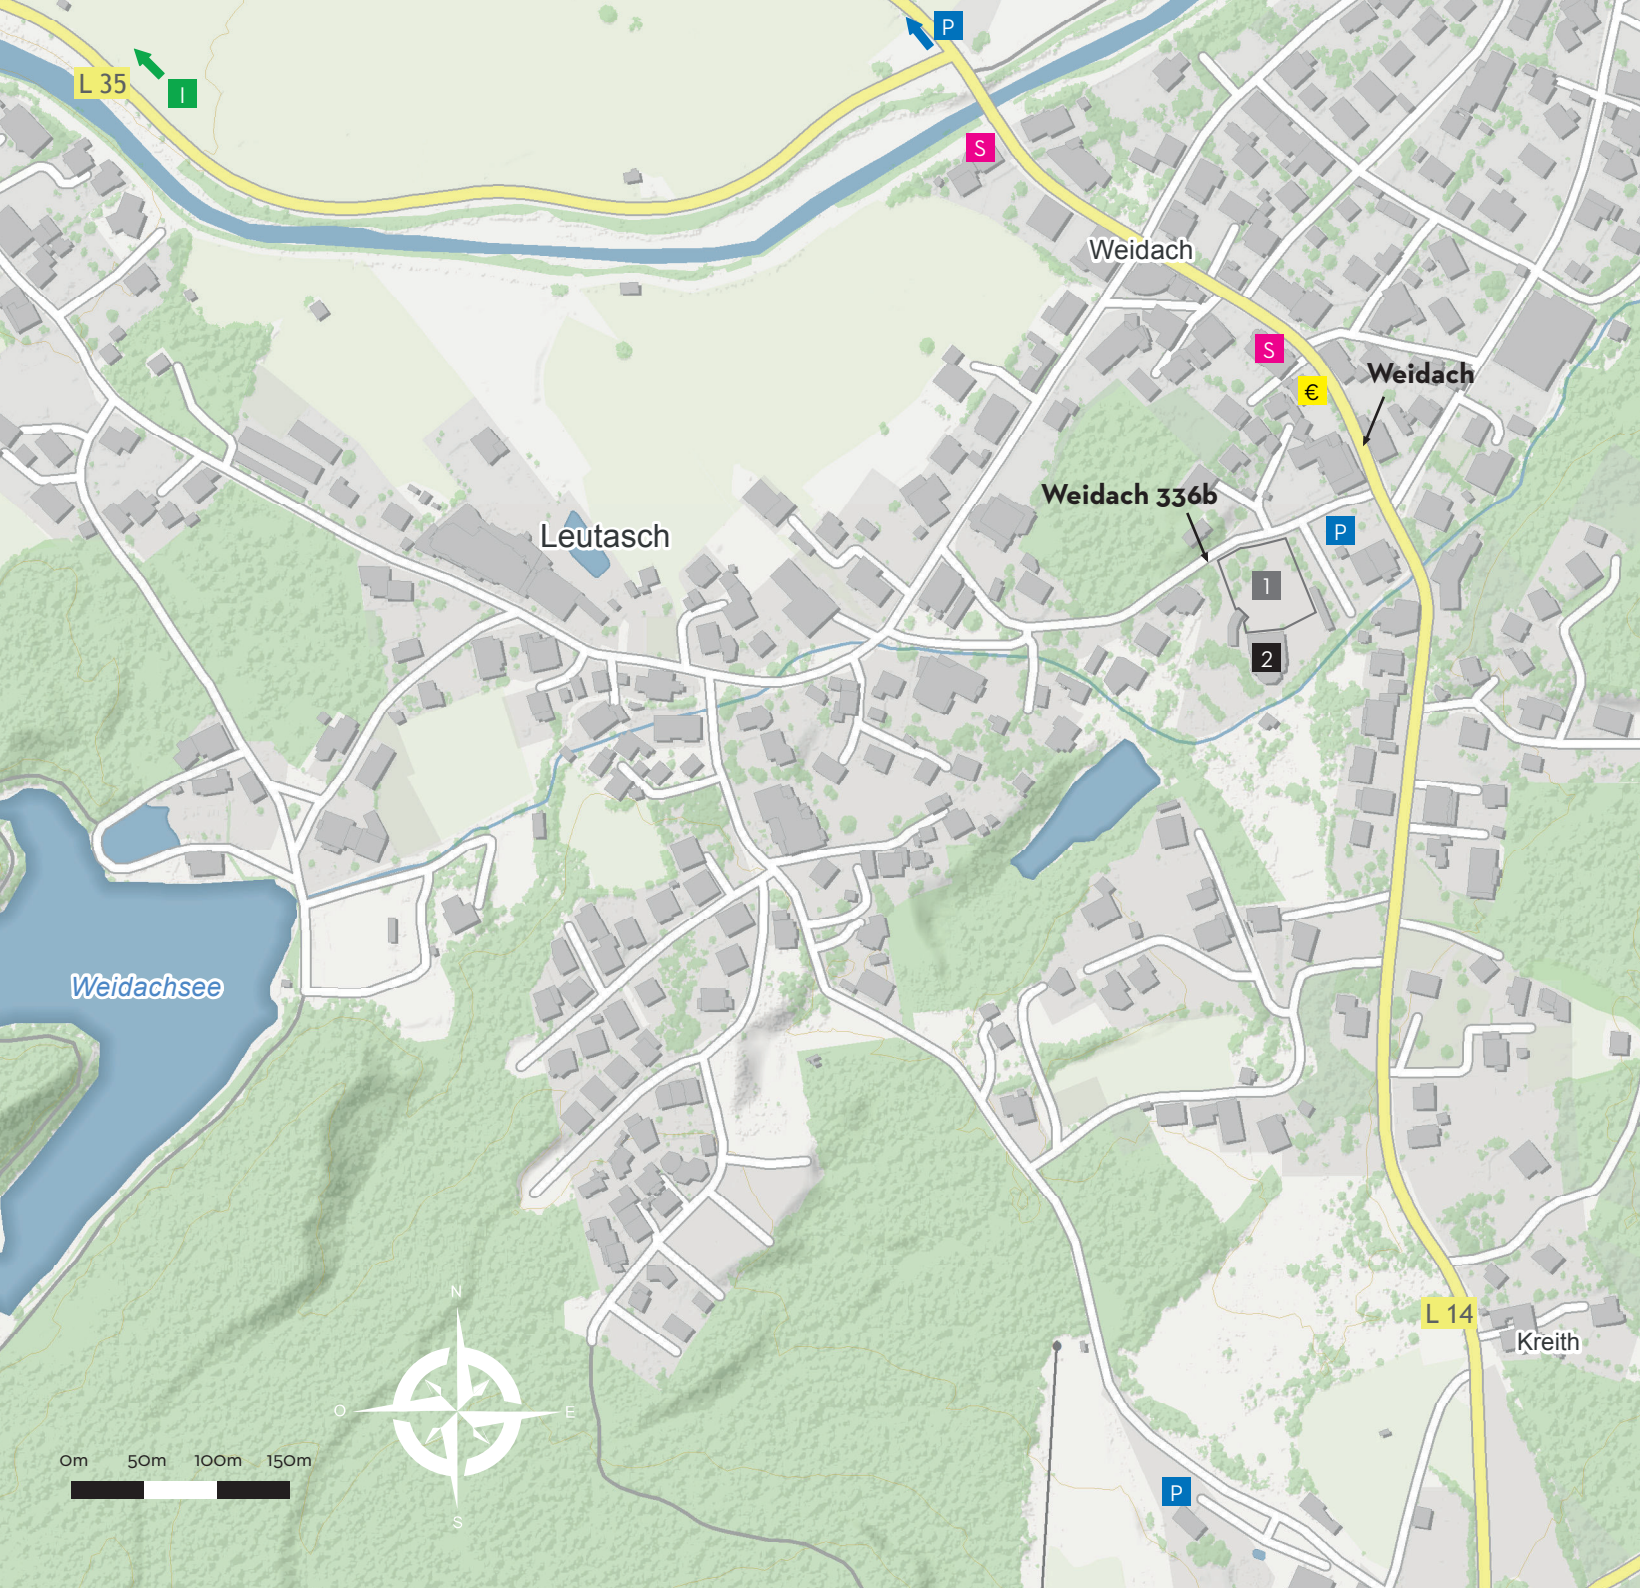 P
L 35
I
S
Weidach
S
Weidach
€
Weidach 336b
P
Leutasch
1
2
Weidachsee
N
L 14
Kreith
O
E
0m 50m 100m 150m
P
S